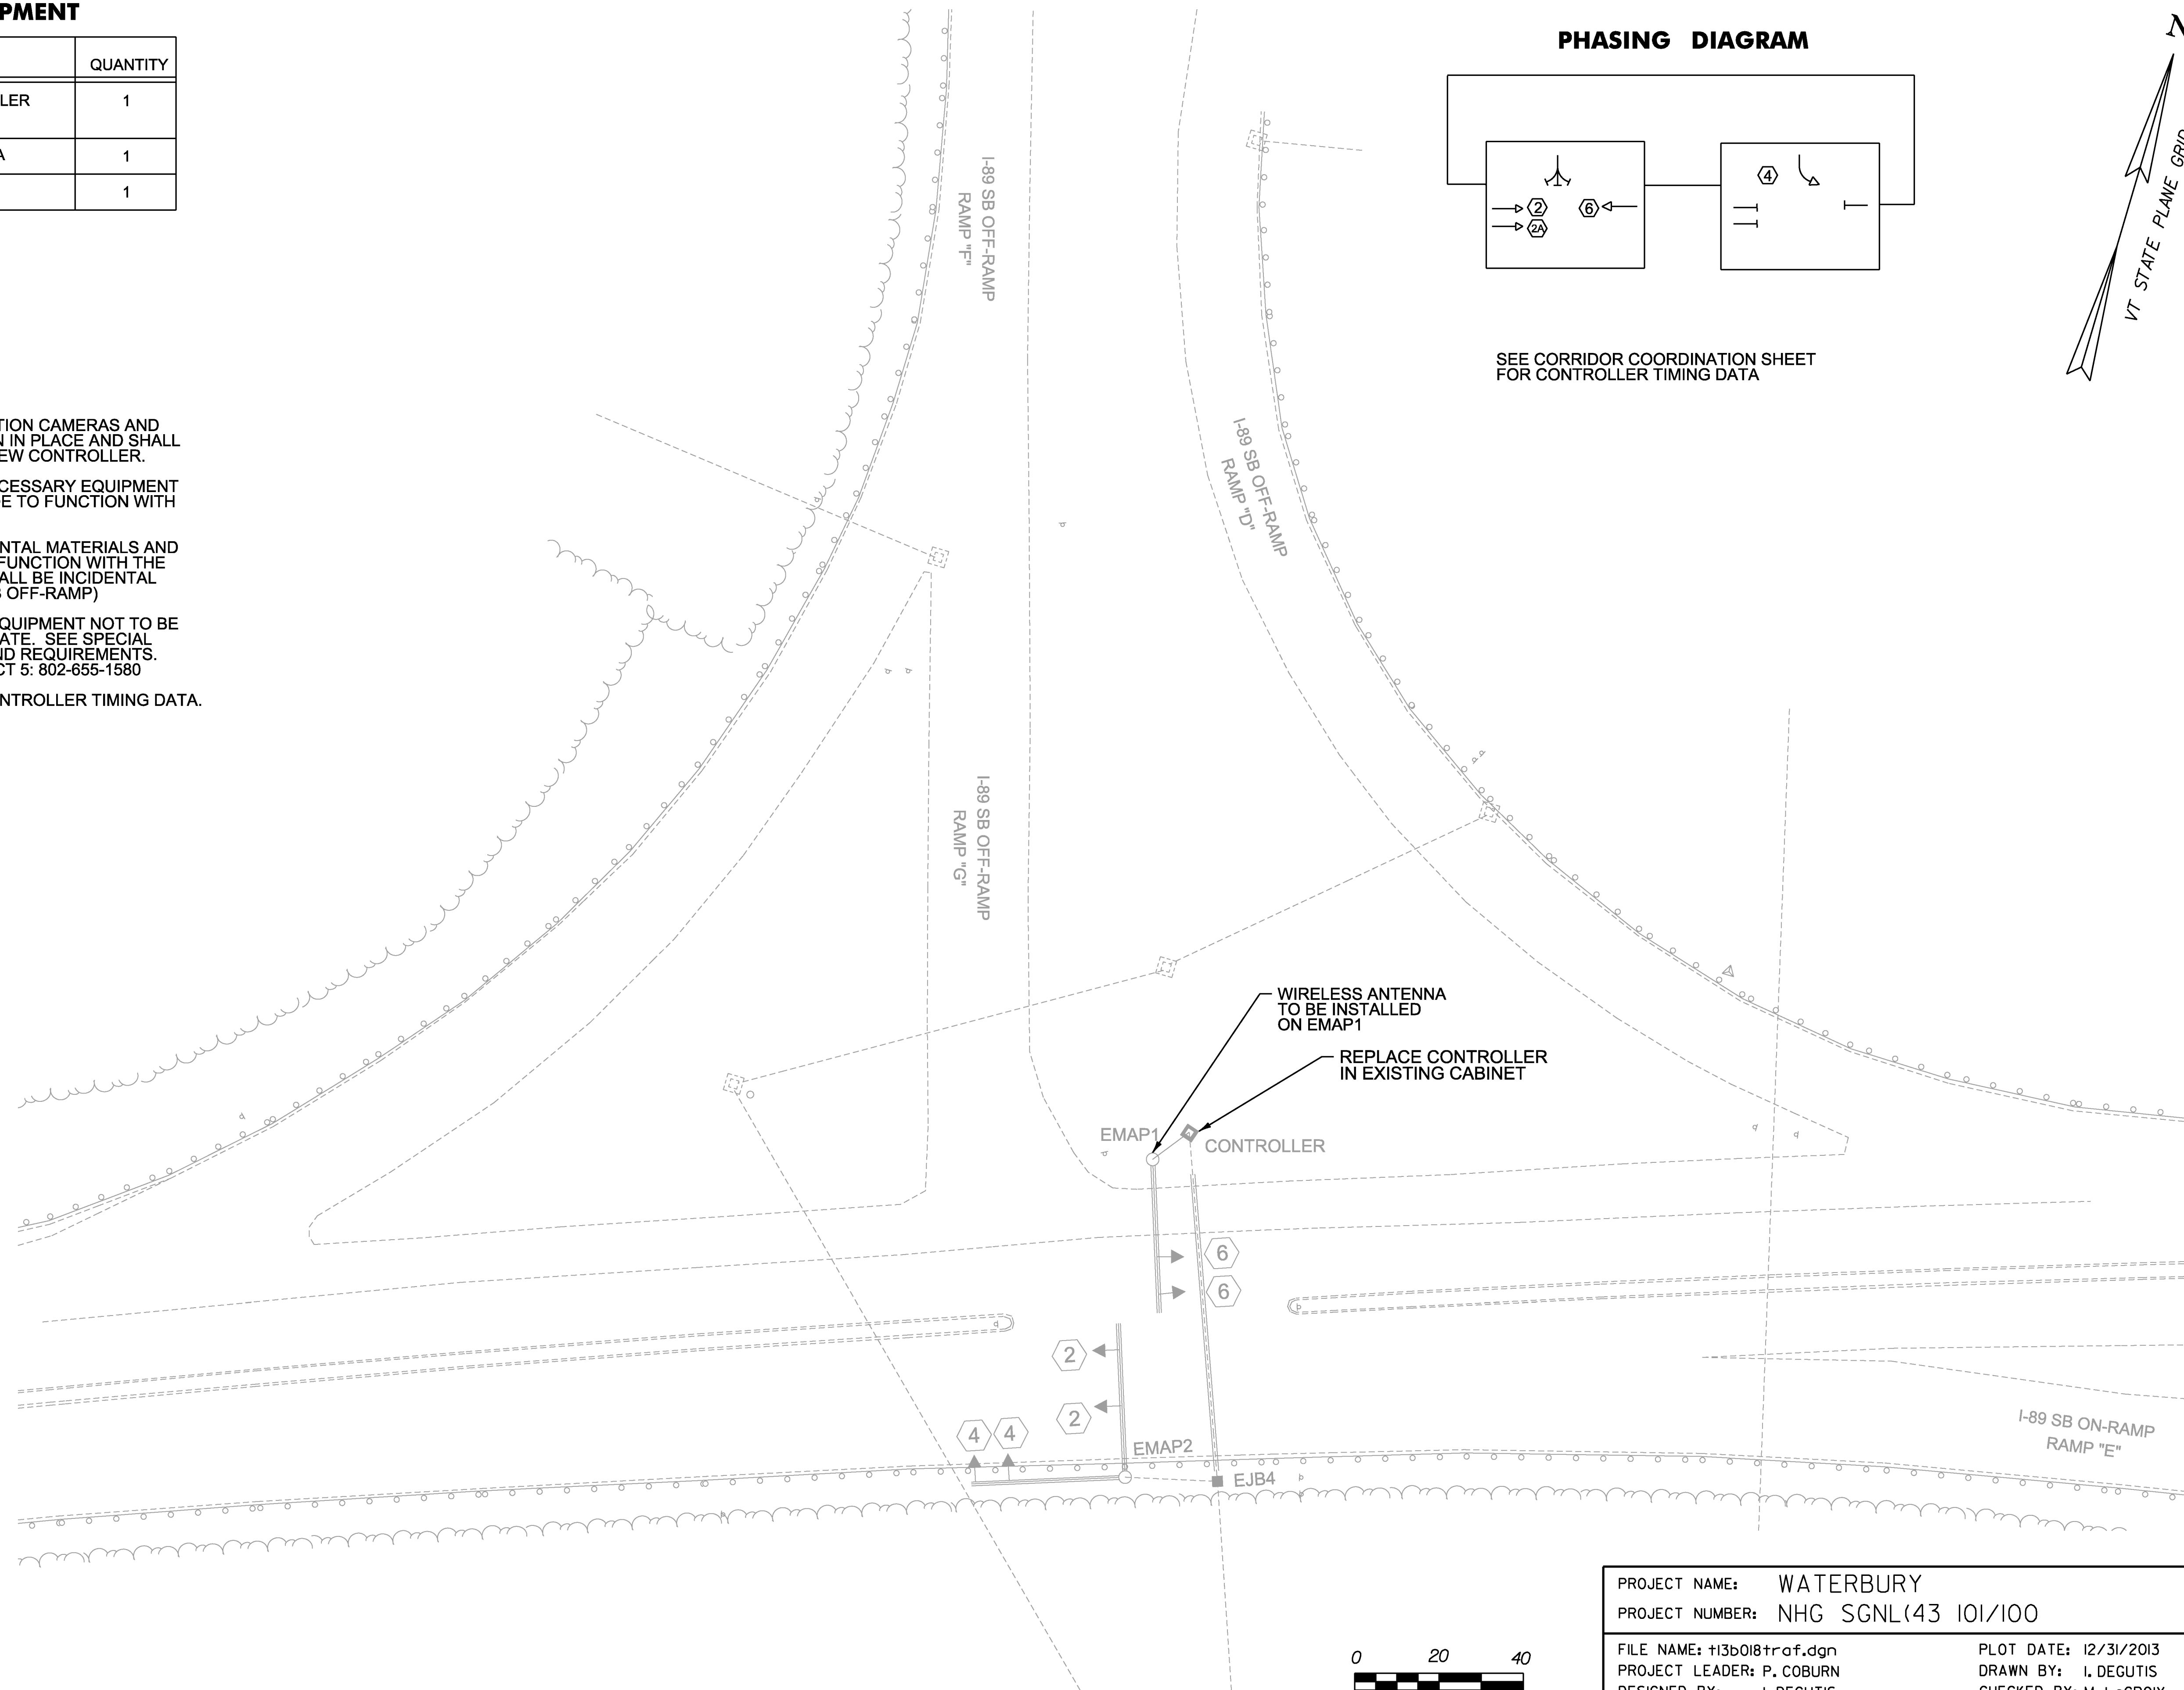 PMENT
QUANTITY
LER 1
A 1
1
TION CAMERAS AND
N IN PLACE AND SHALL
EW CONTROLLER.
CESSARY EQUIPMENT
DE TO FUNCTION WITH
NTAL MATERIALS AND
FUNCTION WITH THE
ALL BE INCIDENTAL
B OFF-RAMP)
QUIPMENT NOT TO BE
ATE. SEE SPECIAL
ND REQUIREMENTS.
CT 5: 802-655-1580
NTROLLER TIMING DATA.
PHASING DIAGRAM
2
2A
6
4
SEE CORRIDOR COORDINATION SHEET
FOR CONTROLLER TIMING DATA
N
VT STATE PLANE GRID
I-89 SB OFF-RAMP
RAMP "F"
I-89 SB OFF-RAMP
RAMP "D"
I-89 SB OFF-RAMP
RAMP "G"
WIRELESS ANTENNA
TO BE INSTALLED
ON EMAP1
REPLACE CONTROLLER
IN EXISTING CABINET
EMAP1
CONTROLLER
6
6
2
2
4 4
EMAP2
EJB4
I-89 SB ON-RAMP
RAMP "E"
0 20 40
PROJECT NAME: WATERBURY
PROJECT NUMBER: NHG SGNL(43 101/100
FILE NAME: t13b018traf.dgn PLOT DATE: 12/31/2013
PROJECT LEADER: P. COBURN DRAWN BY: I. DEGUTIS
DESIGNED BY: I. DEGUTIS CHECKED BY: M. LaCROIX